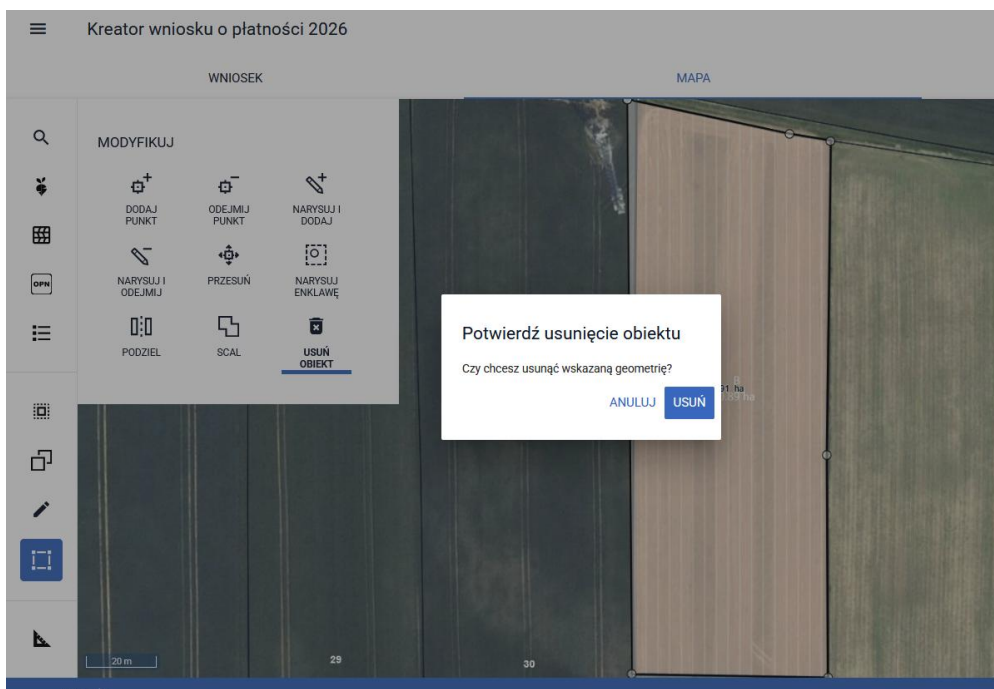 Kreator wniosku o płatności 2026
WNIOSEK
MAPA
MODYFIKUJ
DODAJ
PUNKT
ODEJMIJ
PUNKT
NARYSUJ I
DODAJ
NARYSUJ I
ODEJMIJ
PRZESUŃ
NARYSUJ
ENKLAWĘ
OPN
PODZIEL
SCAL
USUŃ
OBIEKT
Potwierdź usunięcie obiektu
Czy chcesz usunąć wskazaną geometrię?
ANULUJ
USUŃ
20 m
29
30